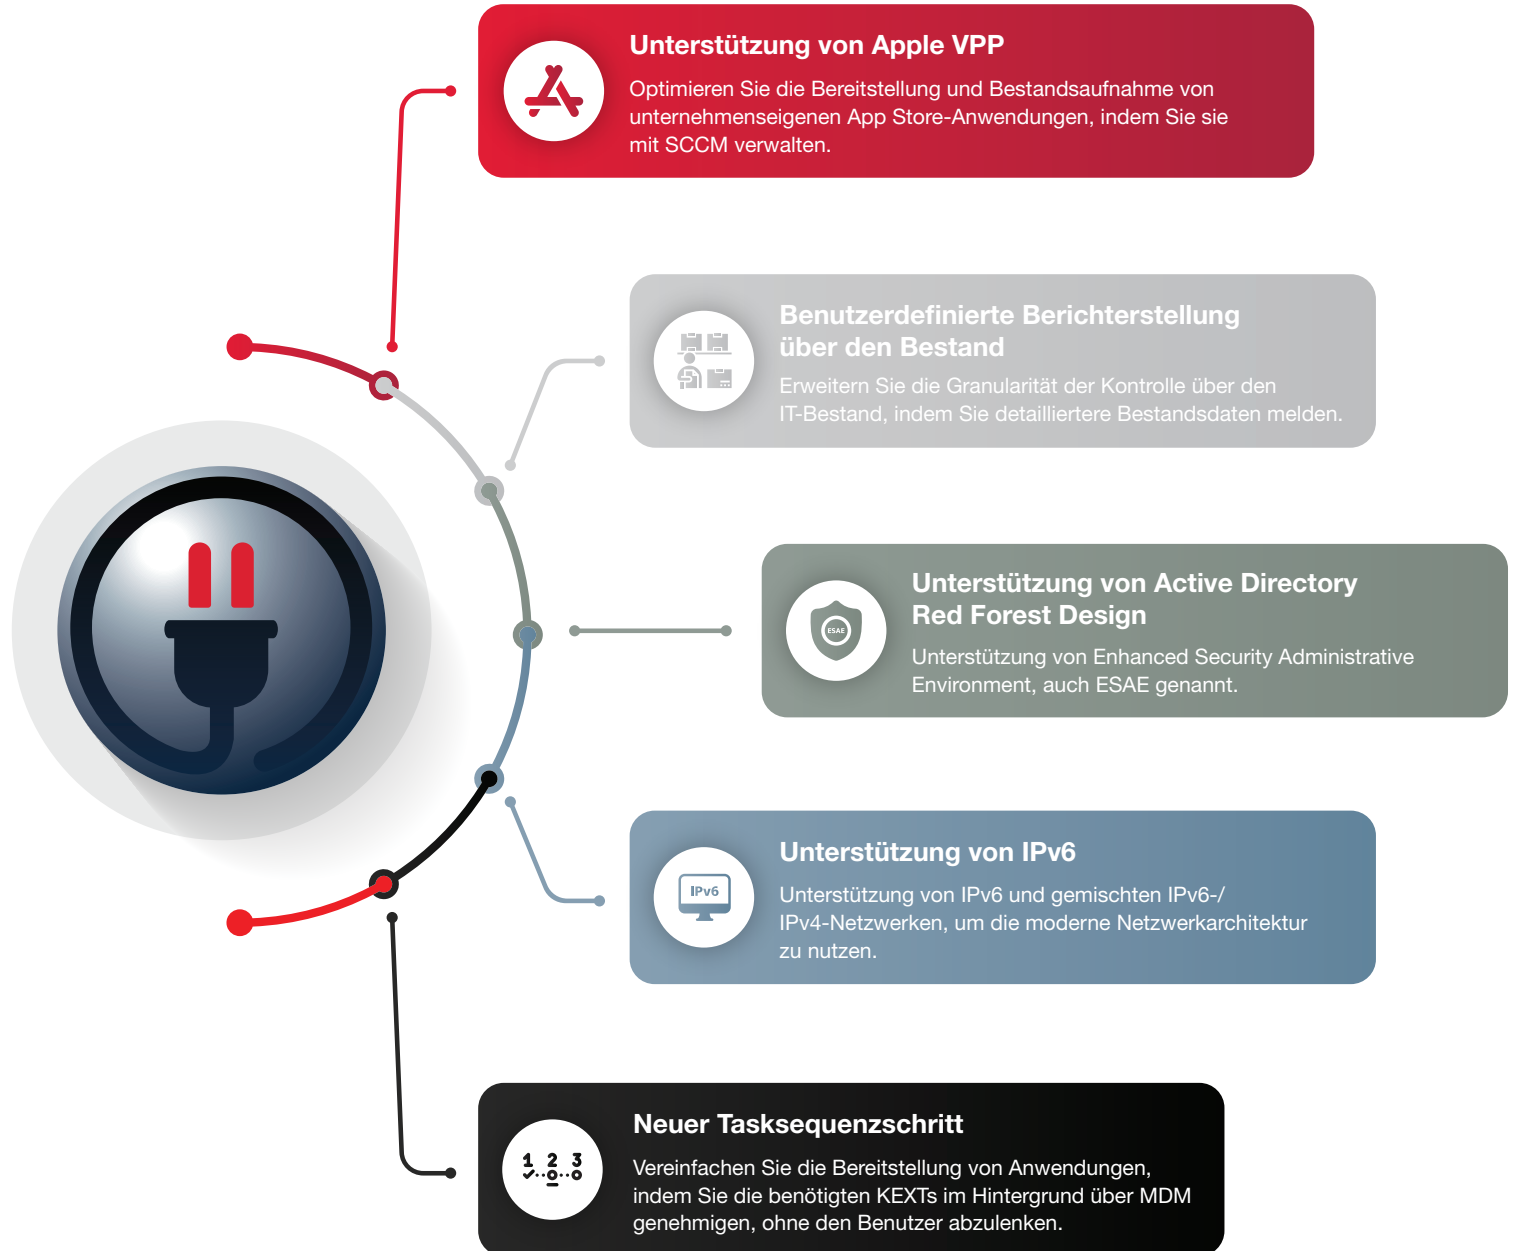 Unterstützung von Apple VPP
Optimieren Sie die Bereitstellung und Bestandsaufnahme von
unternehmenseigenen App Store-Anwendungen, indem Sie sie
mit SCCM verwalten.
Benutzerdefinierte Berichterstellung
über den Bestand
Erweitern Sie die Granularität der Kontrolle über den
IT-Bestand, indem Sie detailliertere Bestandsdaten melden.
ESAE
Unterstützung von Active Directory
Red Forest Design
Unterstützung von Enhanced Security Administrative
Environment, auch ESAE genannt.
IPv6
Unterstützung von IPv6
Unterstützung von IPv6 und gemischten IPv6-/
IPv4-Netzwerken, um die moderne Netzwerkarchitektur
zu nutzen.
1 2 3
Neuer Tasksequenzschritt
Vereinfachen Sie die Bereitstellung von Anwendungen,
indem Sie die benötigten KEXTs im Hintergrund über MDM
genehmigen, ohne den Benutzer abzulenken.